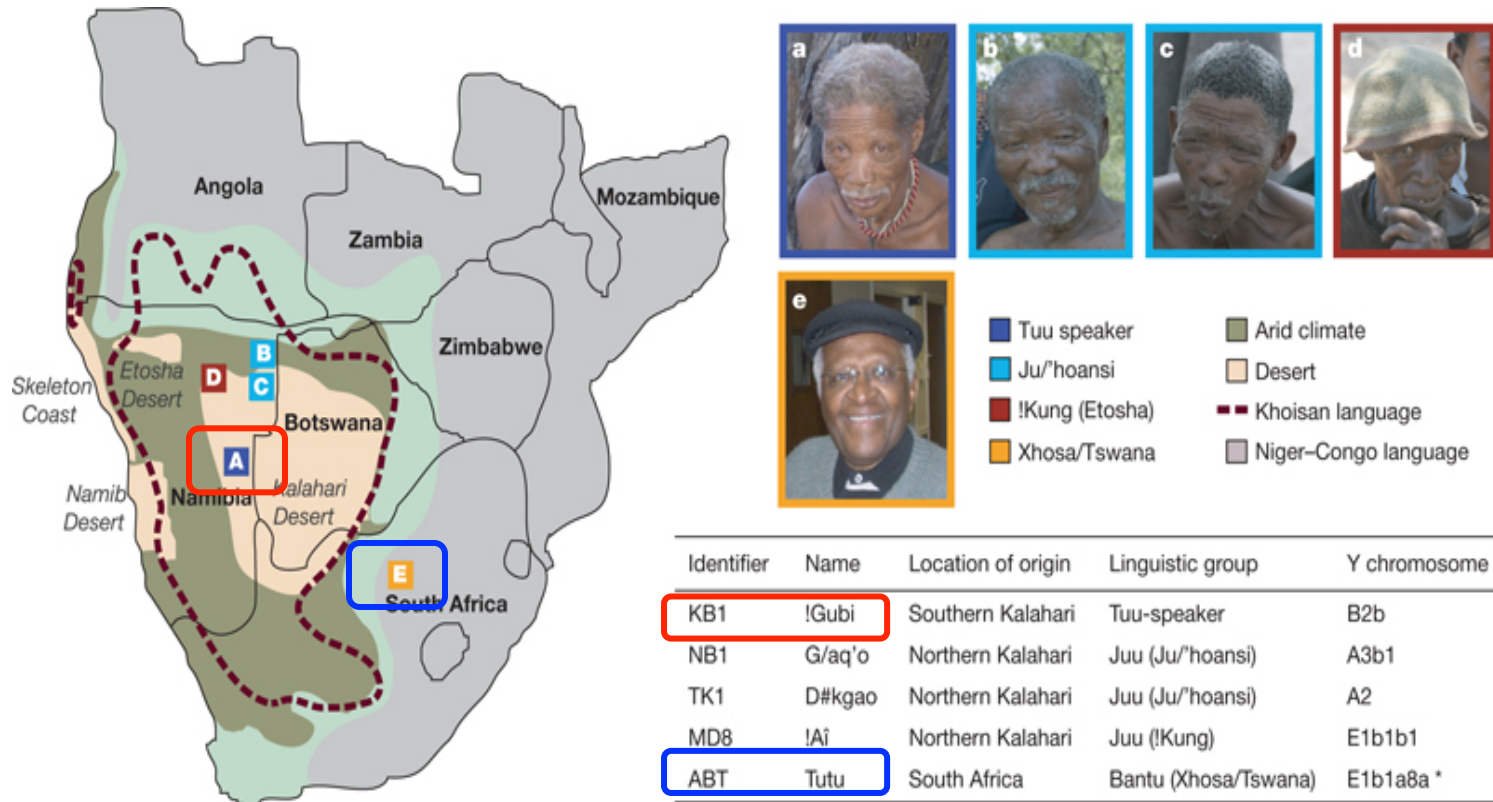 Angola
Zambia
Mozambique
Zimbabwe
Skeleton
Coast
Etosha
Desert
B
C
D
Botswana
A
Namibia
Kalahari
Desert
Namib
Desert
E
South Africa
a
b
c
d
e
Tuu speaker
Ju/'hoansi
!Kung (Etosha)
Xhosa/Tswana
Arid climate
Desert
Khoisan language
Niger–Congo language
Identifier Name Location of origin Linguistic group Y chromosome
KB1 !Gubi Southern Kalahari Tuu-speaker B2b
NB1 G/aq'o Northern Kalahari Juu (Ju/'hoansi) A3b1
TK1 D#kgao Northern Kalahari Juu (Ju/'hoansi) A2
MD8 !Aî Northern Kalahari Juu (!Kung) E1b1b1
ABT Tutu South Africa Bantu (Xhosa/Tswana) E1b1a8a *